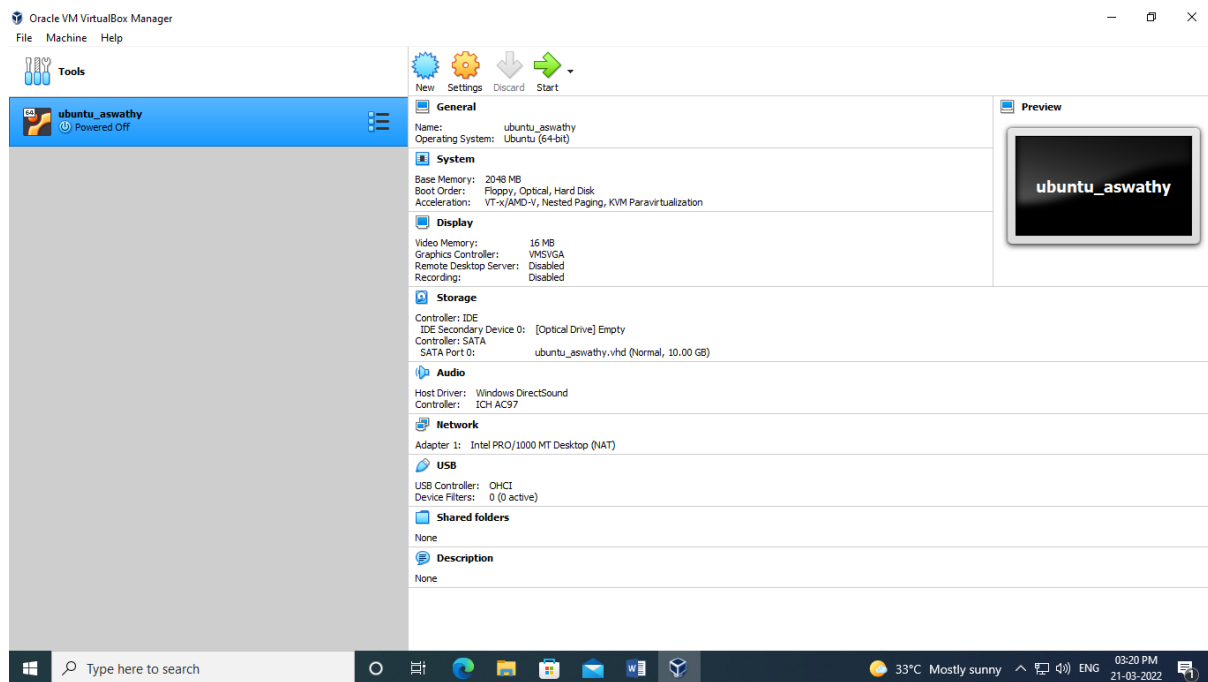 Oracle VM VirtualBox Manager
File Machine Help
Tools
New Settings Discard Start
64
ubuntu_aswathy
Powered Off
General
Name: ubuntu_aswathy
Operating System: Ubuntu (64-bit)
Preview
ubuntu_aswathy
System
Base Memory: 2048 MB
Boot Order: Floppy, Optical, Hard Disk
Acceleration: VT-x/AMD-V, Nested Paging, KVM Paravirtualization
Display
Video Memory: 16 MB
Graphics Controller: VMSVGA
Remote Desktop Server: Disabled
Recording: Disabled
Storage
Controller: IDE
IDE Secondary Device 0: [Optical Drive] Empty
Controller: SATA
SATA Port 0: ubuntu_aswathy.vhd (Normal, 10.00 GB)
Audio
Host Driver: Windows DirectSound
Controller: ICH AC97
Network
Adapter 1: Intel PRO/1000 MT Desktop (NAT)
USB
USB Controller: OHCI
Device Filters: 0 (0 active)
Shared folders
None
Description
None
Type here to search
33°C Mostly sunny
ENG
03:20 PM
21-03-2022
1